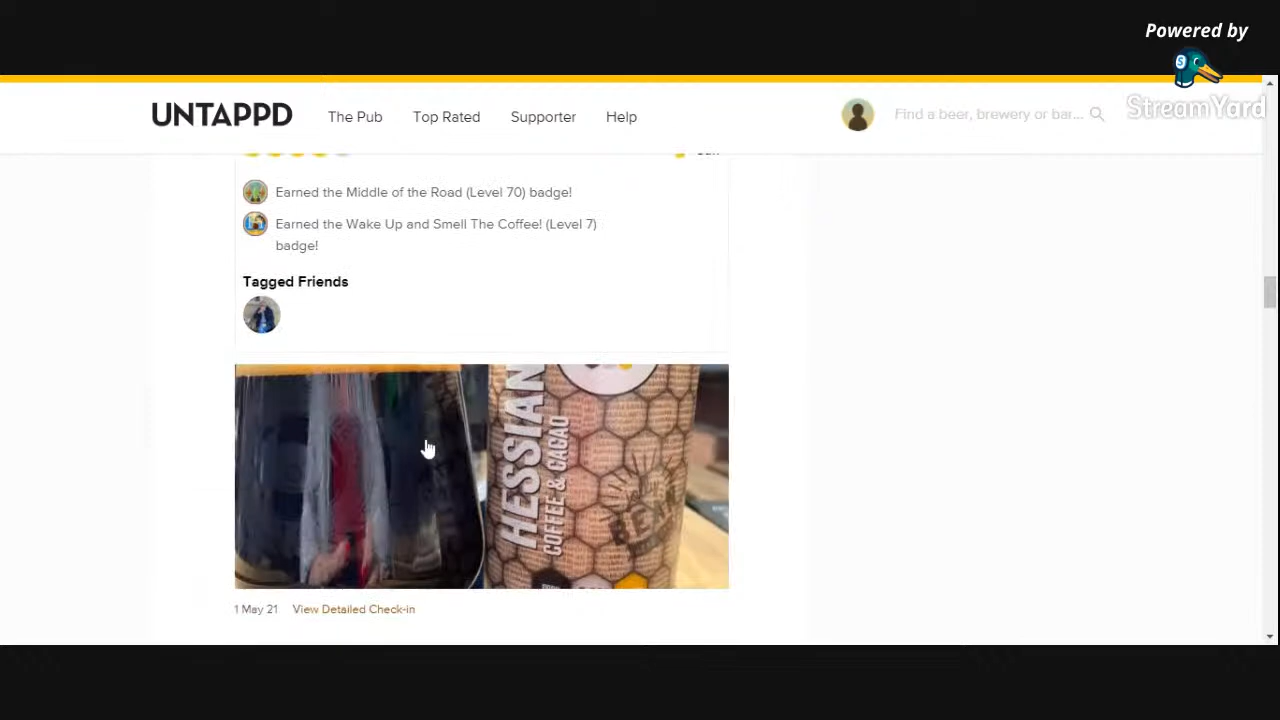 Powered by
StreamYard
UNTAPPD
The Pub
Top Rated
Supporter
Help
Find a beer, brewery or bar...
Earned the Middle of the Road (Level 70) badge!
Earned the Wake Up and Smell The Coffee! (Level 7)
badge!
Tagged Friends
HESSIAN
COFFEE & CACAO
1 May 21
View Detailed Check-in